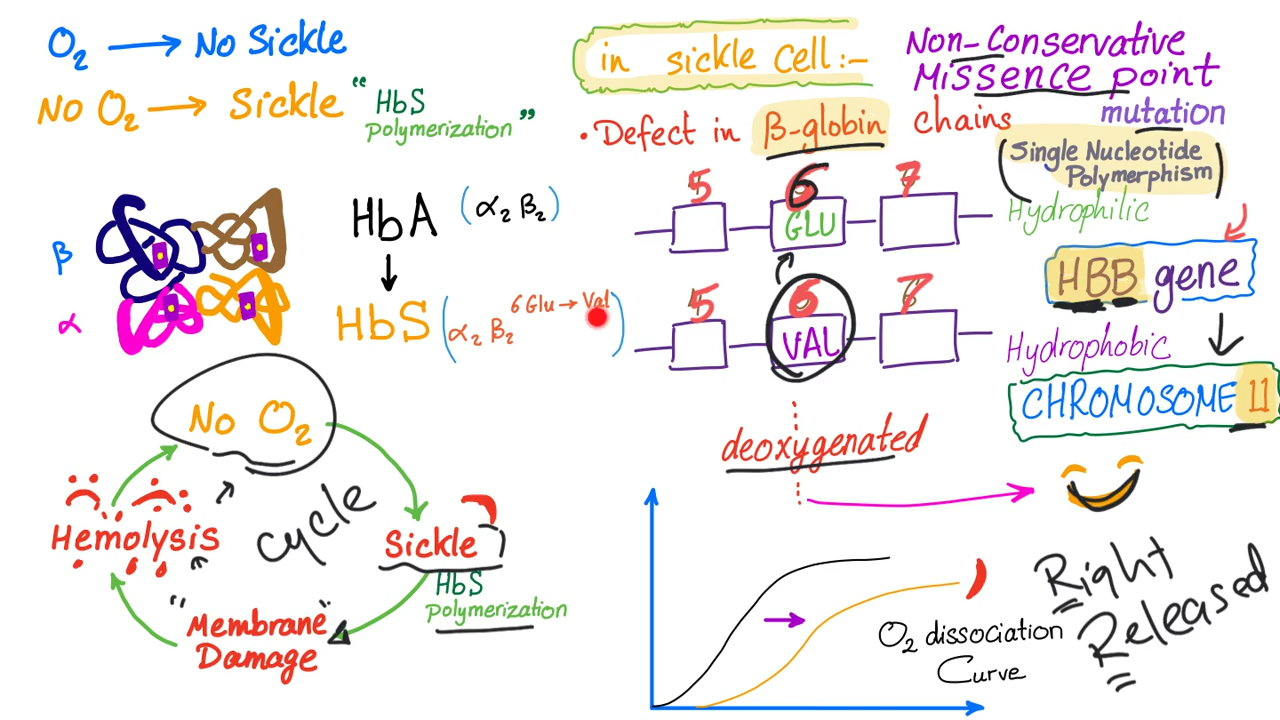 O₂ → No Sickle
No O₂ → Sickle "HbS
polymerization"
in sickle cell:-
Non-Conservative
Missence point
mutation
(Single Nucleotide
Polymerphism)
• Defect in β-globin chains
5 6 7
GLU
Hydrophilic
5 6 7
VAL
Hydrophobic
HBB gene
CHROMOSOME 11
β
α
HbA (α₂ β₂)
HbS (α₂ β₂ 6 Glu → Val)
No O₂
Sickle
HbS
polymerization
"Membrane"
Damage
Hemolysis
Cycle
deoxygenated
O₂ dissociation
Curve
Right
Released